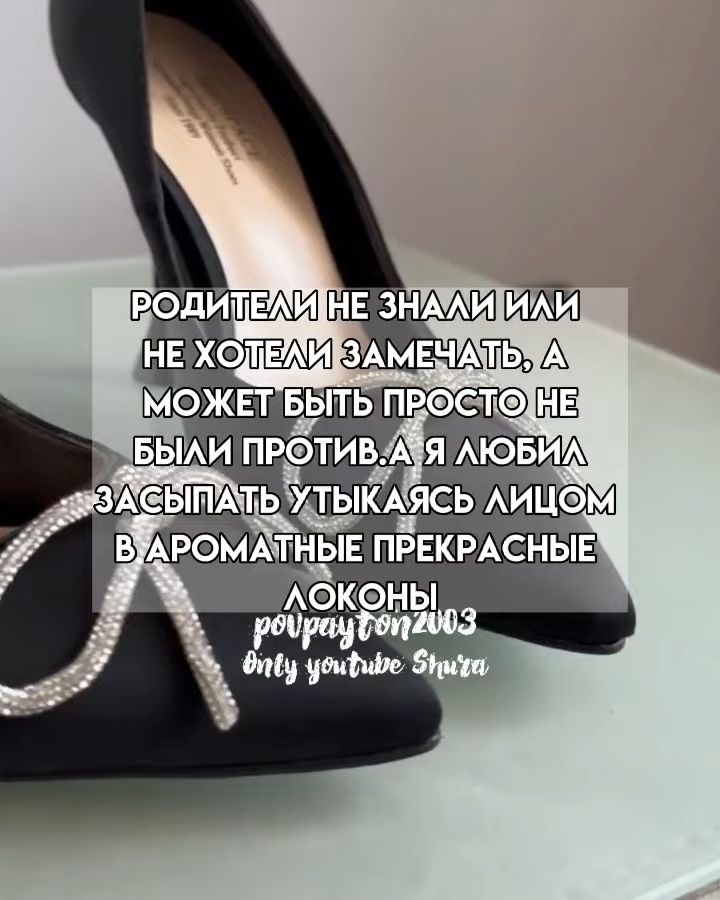 РОДИТЕЛИ НЕ ЗНАЛИ ИЛИ
НЕ ХОТЕЛИ ЗАМЕЧАТЬ, А
МОЖЕТ БЫТЬ ПРОСТО НЕ
БЫЛИ ПРОТИВ.А Я ЛЮБИЛ
ЗАСЫПАТЬ УТЫКАЯСЬ ЛИЦОМ
В АРОМАТНЫЕ ПРЕКРАСНЫЕ
ЛОКОНЫ
povpayton2003
Only youtube Shura